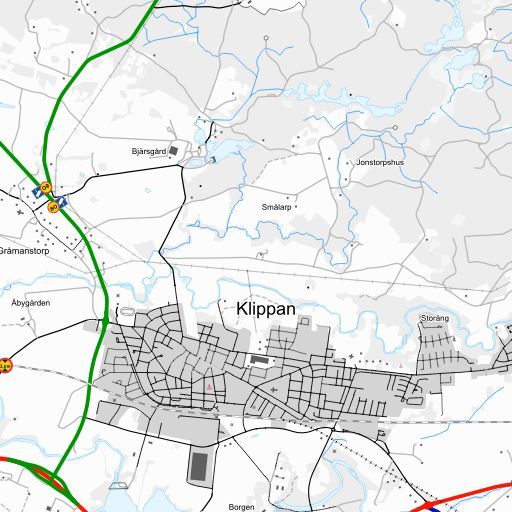 Bjärsgård
Jonstorpshus
Smålarp
Gråmanstorp
Åbygården
Klippan
Storäng
Borgen